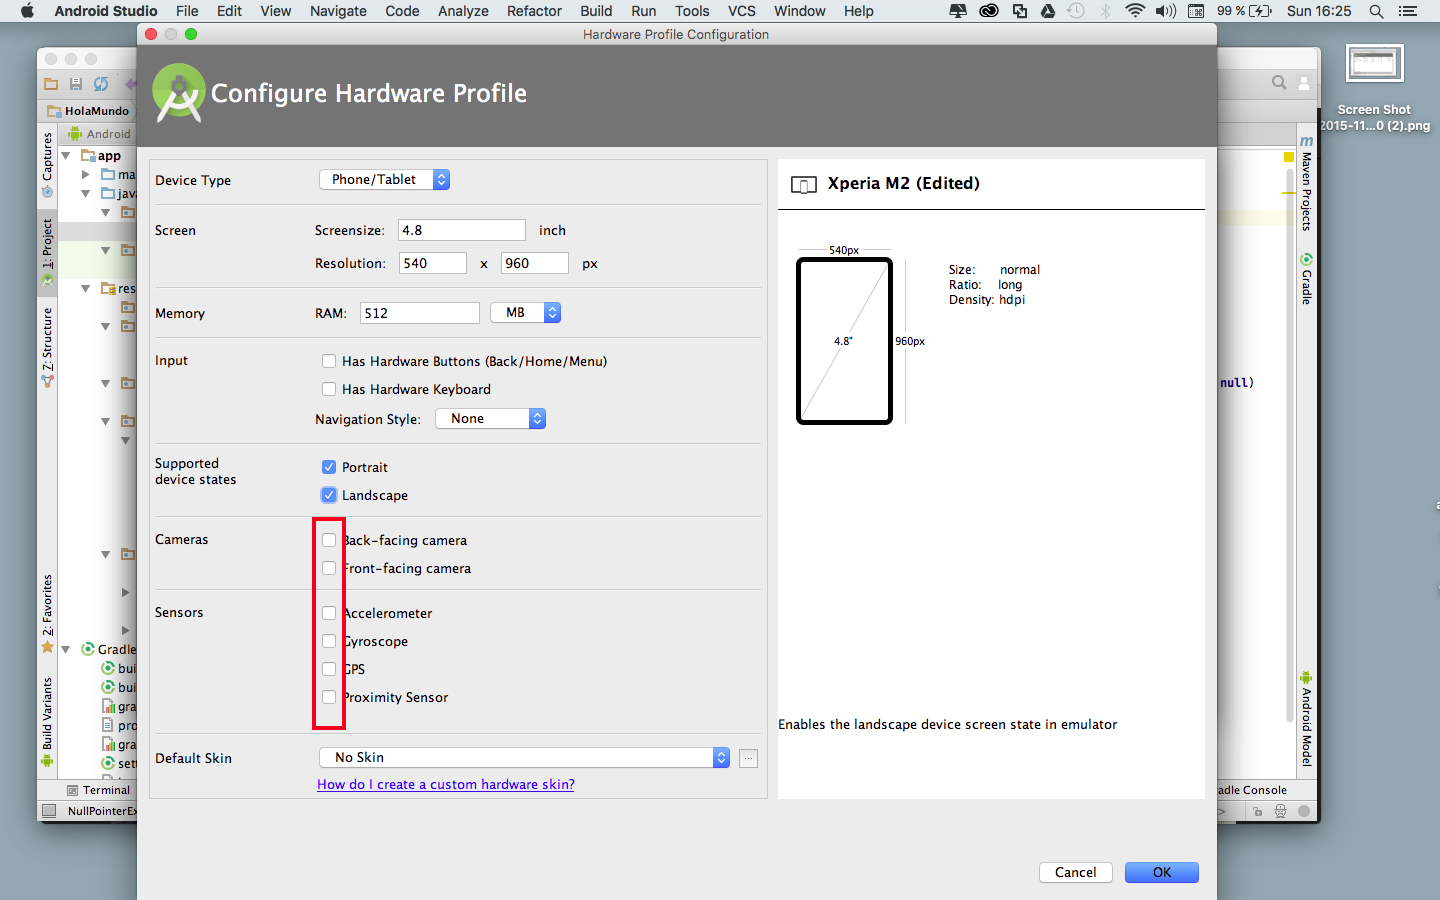 Android Studio File Edit View Navigate Code Analyze Refactor Build Run Tools VCS Window Help 99 % Sun 16:25
Hardware Profile Configuration
Configure Hardware Profile
HolaMundo
Android
app
ma
java
res
Gradle
bui
bui
gra
pro
gra
sett
Terminal
NullPointerEx
Captures
1: Project
7: Structure
2: Favorites
Build Variants
Device Type Phone/Tablet
Screen Screensize: 4.8 inch
Resolution: 540 x 960 px
Memory RAM: 512 MB
Input Has Hardware Buttons (Back/Home/Menu)
Has Hardware Keyboard
Navigation Style: None
Supported
device states
Portrait
Landscape
Cameras Back-facing camera
Front-facing camera
Sensors Accelerometer
Gyroscope
GPS
Proximity Sensor
Default Skin No Skin ...
How do I create a custom hardware skin?
Xperia M2 (Edited)
540px
4.8"
960px
Size: normal
Ratio: long
Density: hdpi
Enables the landscape device screen state in emulator
Cancel OK
null)
m
Maven Projects
Gradle
Android Model
adle Console
Screen Shot
2015-11...0 (2).png